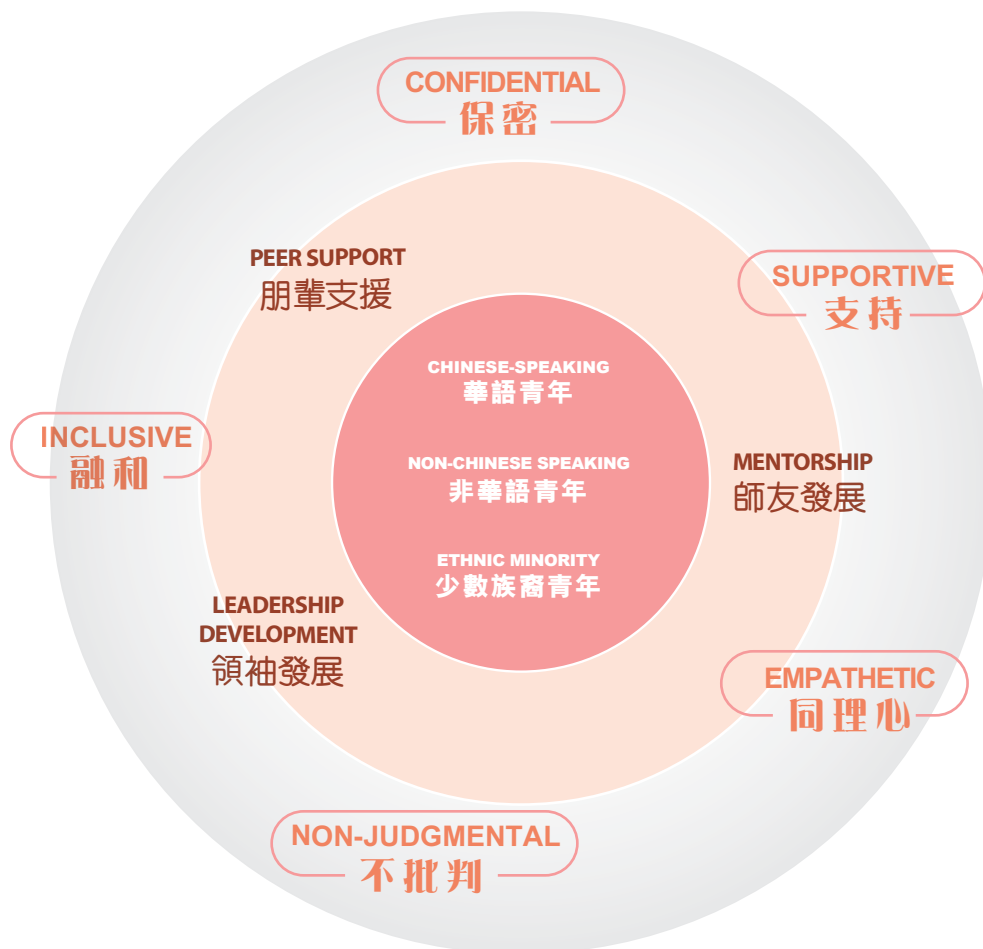 CONFIDENTIAL
保密
PEER SUPPORT
朋輩支援
SUPPORTIVE
支持
CHINESE-SPEAKING
華語青年
INCLUSIVE
融和
NON-CHINESE SPEAKING
非華語青年
MENTORSHIP
師友發展
ETHNIC MINORITY
少數族裔青年
LEADERSHIP
DEVELOPMENT
領袖發展
EMPATHETIC
同理心
NON-JUDGMENTAL
不批判